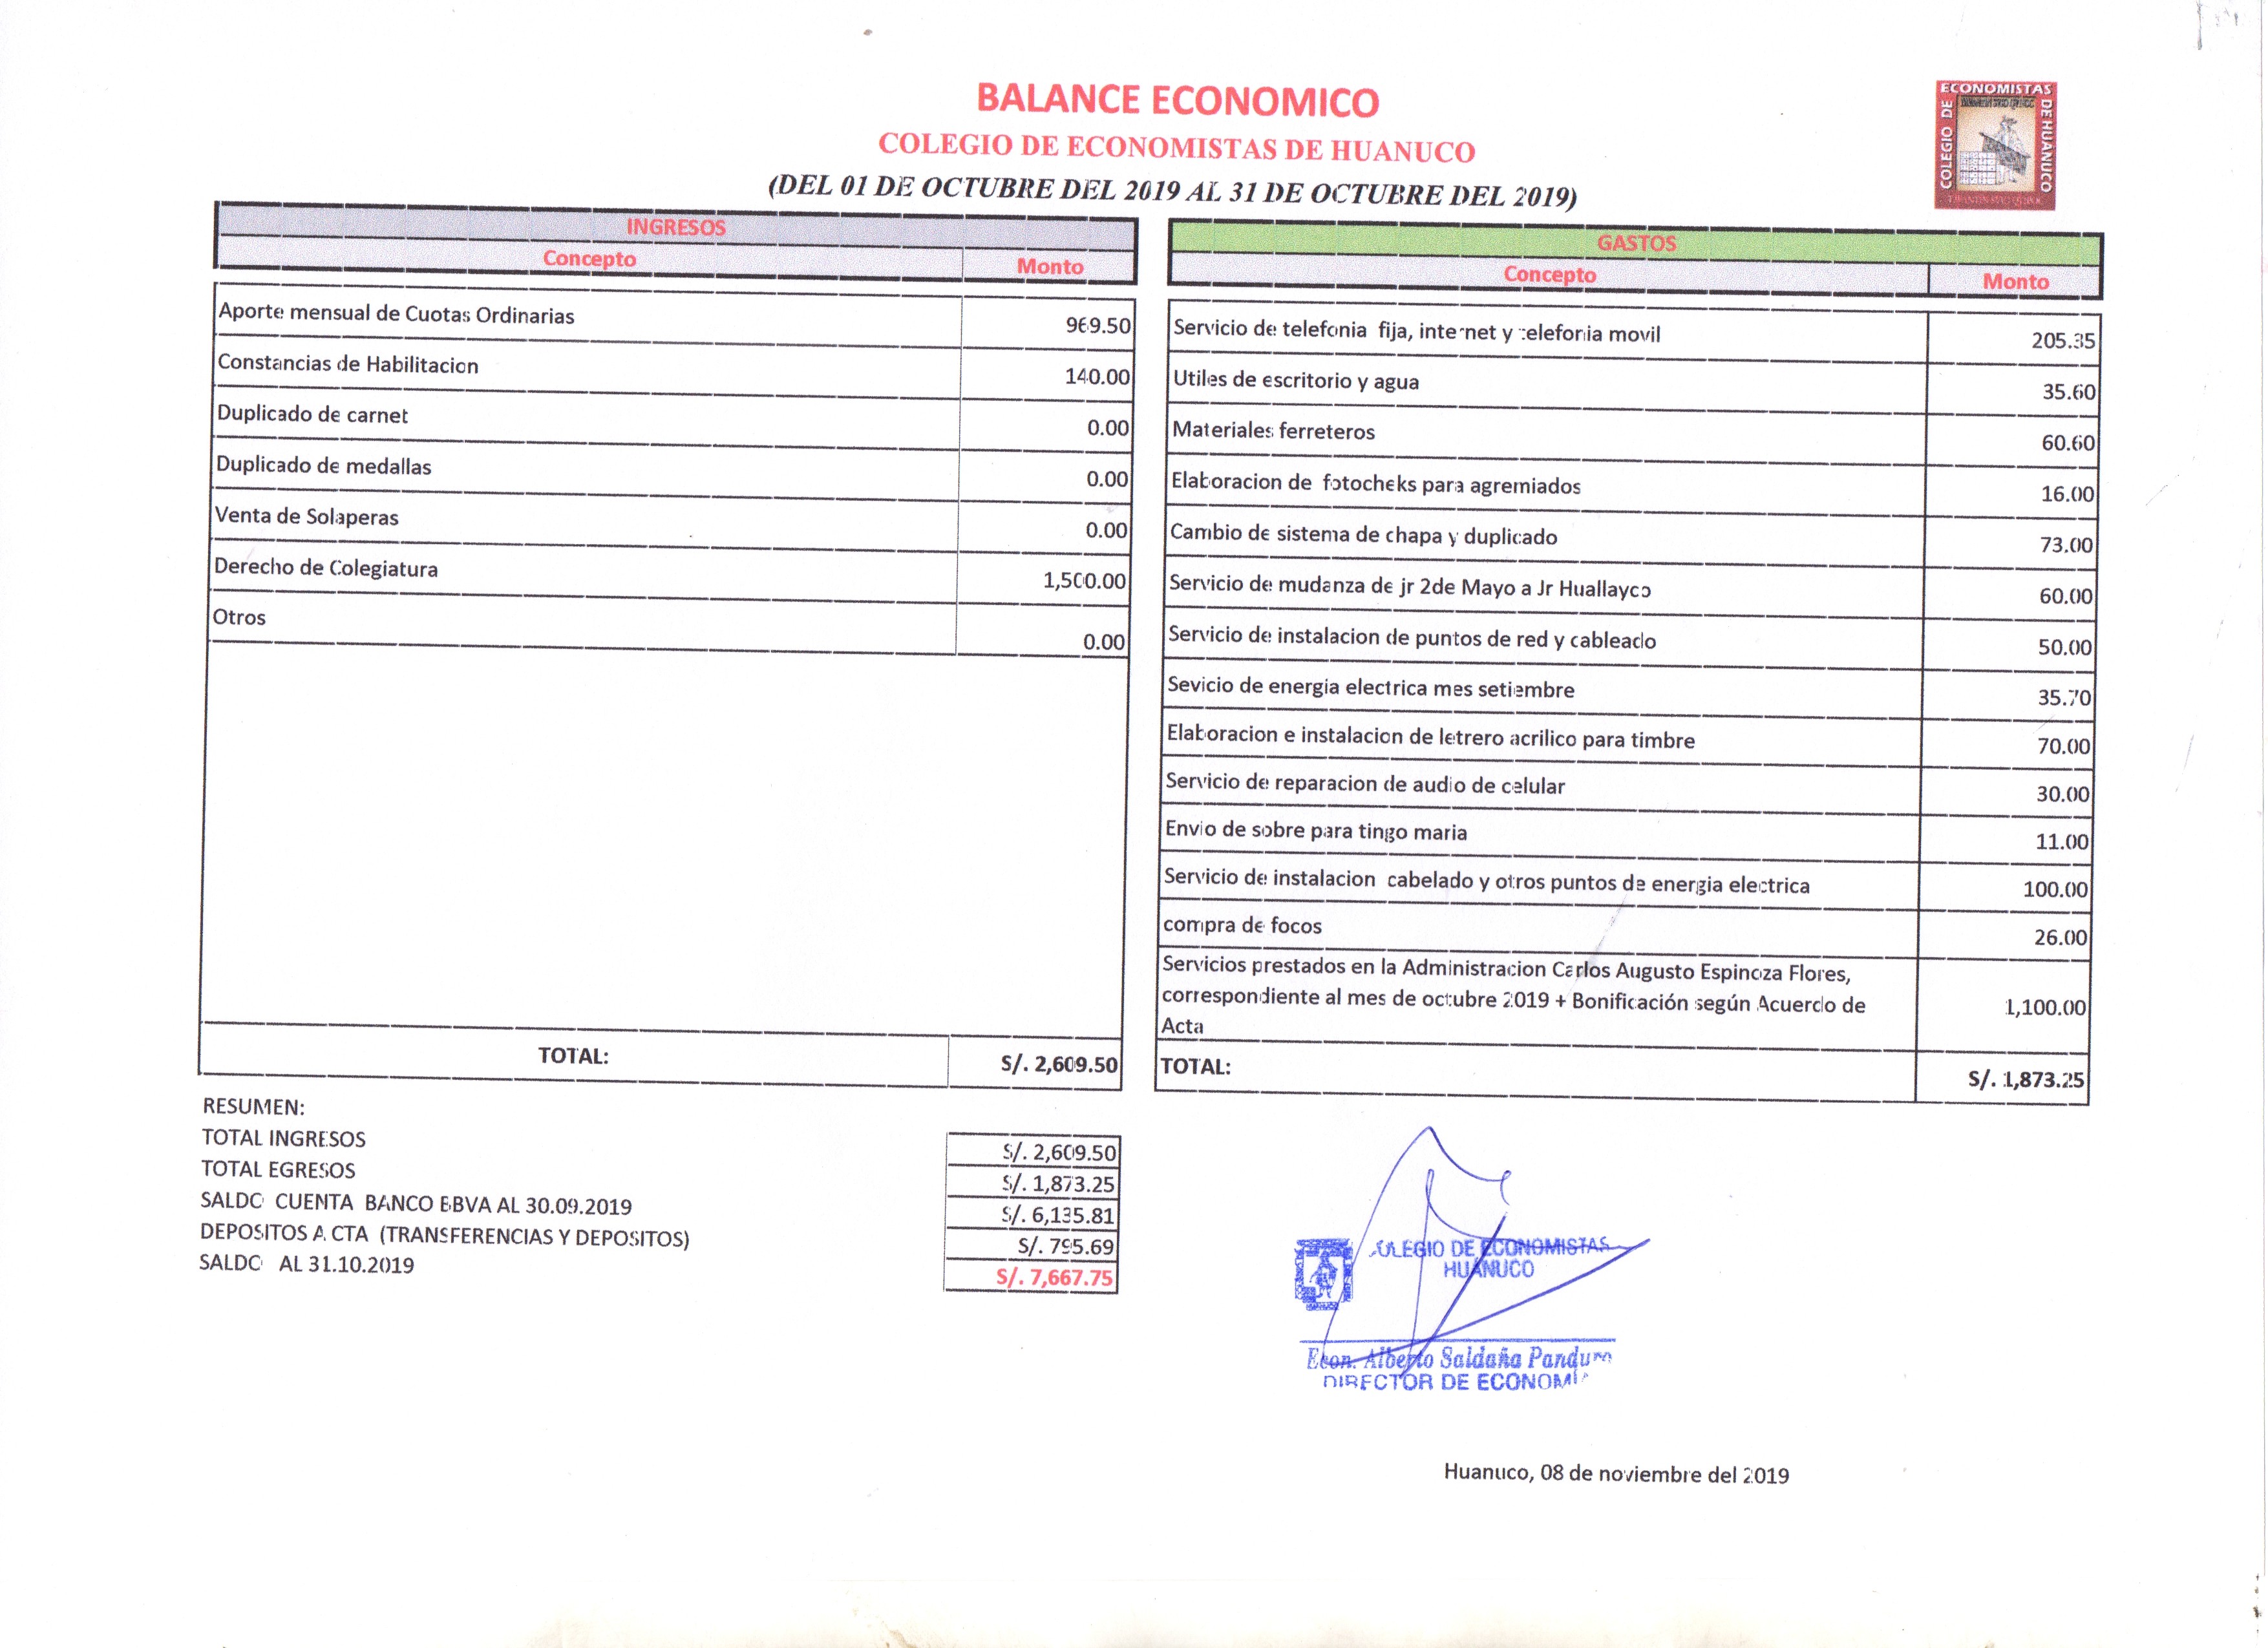 BALANCE ECONOMICO
COLEGIO DE ECONOMISTAS DE HUANUCO
(DEL 01 DE OCTUBRE DEL 2019 AL 31 DE OCTUBRE DEL 2019)
COLEGIO DE ECONOMISTAS DE HUANUCO
INGRESOS
Concepto Monto
Aporte mensual de Cuotas Ordinarias 969.50
Constancias de Habilitacion 140.00
Duplicado de carnet 0.00
Duplicado de medallas 0.00
Venta de Solaperas 0.00
Derecho de Colegiatura 1,500.00
Otros 0.00
TOTAL: S/. 2,609.50
GASTOS
Concepto Monto
Servicio de telefonia fija, internet y telefonia movil 205.35
Utiles de escritorio y agua 35.60
Materiales ferreteros 60.60
Elaboracion de fotocheks para agremiados 16.00
Cambio de sistema de chapa y duplicado 73.00
Servicio de mudanza de jr 2de Mayo a Jr Huallayco 60.00
Servicio de instalacion de puntos de red y cableado 50.00
Sevicio de energia electrica mes setiembre 35.70
Elaboracion e instalacion de letrero acrilico para timbre 70.00
Servicio de reparacion de audio de celular 30.00
Envio de sobre para tingo maria 11.00
Servicio de instalacion cabelado y otros puntos de energia electrica 100.00
compra de focos 26.00
Servicios prestados en la Administracion Carlos Augusto Espinoza Flores,
correspondiente al mes de octubre 2019 + Bonificación según Acuerdo de 1,100.00
Acta
TOTAL: S/. 1,873.25
RESUMEN:
TOTAL INGRESOS S/. 2,609.50
TOTAL EGRESOS S/. 1,873.25
SALDO CUENTA BANCO BBVA AL 30.09.2019 S/. 6,135.81
DEPOSITOS A CTA (TRANSFERENCIAS Y DEPOSITOS) S/. 795.69
SALDO AL 31.10.2019 S/. 7,667.75
COLEGIO DE ECONOMISTAS
HUANUCO
Econ. Alberto Saldaña Panduro
DIRECTOR DE ECONOMIA
Huanuco, 08 de noviembre del 2019